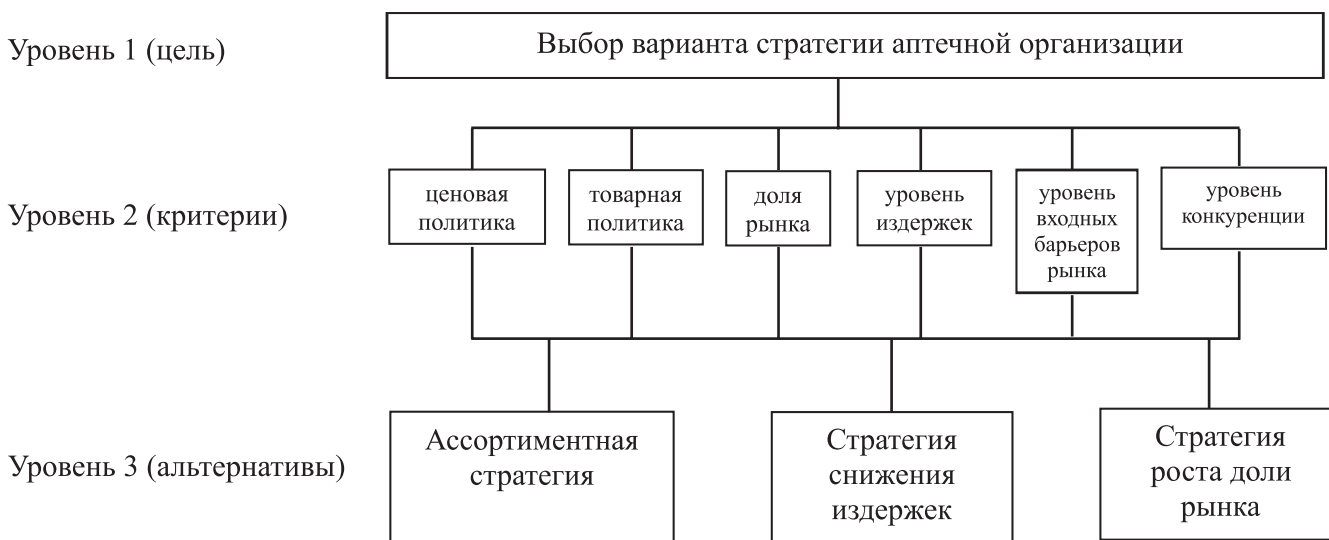 Уровень 1 (цель)
Выбор варианта стратегии аптечной организации
Уровень 2 (критерии)
ценовая
политика
товарная
политика
доля
рынка
уровень
издержек
уровень
входных
барьеров
рынка
уровень
конкуренции
Уровень 3 (альтернативы)
Ассортиментная
стратегия
Стратегия
снижения
издержек
Стратегия
роста доли
рынка